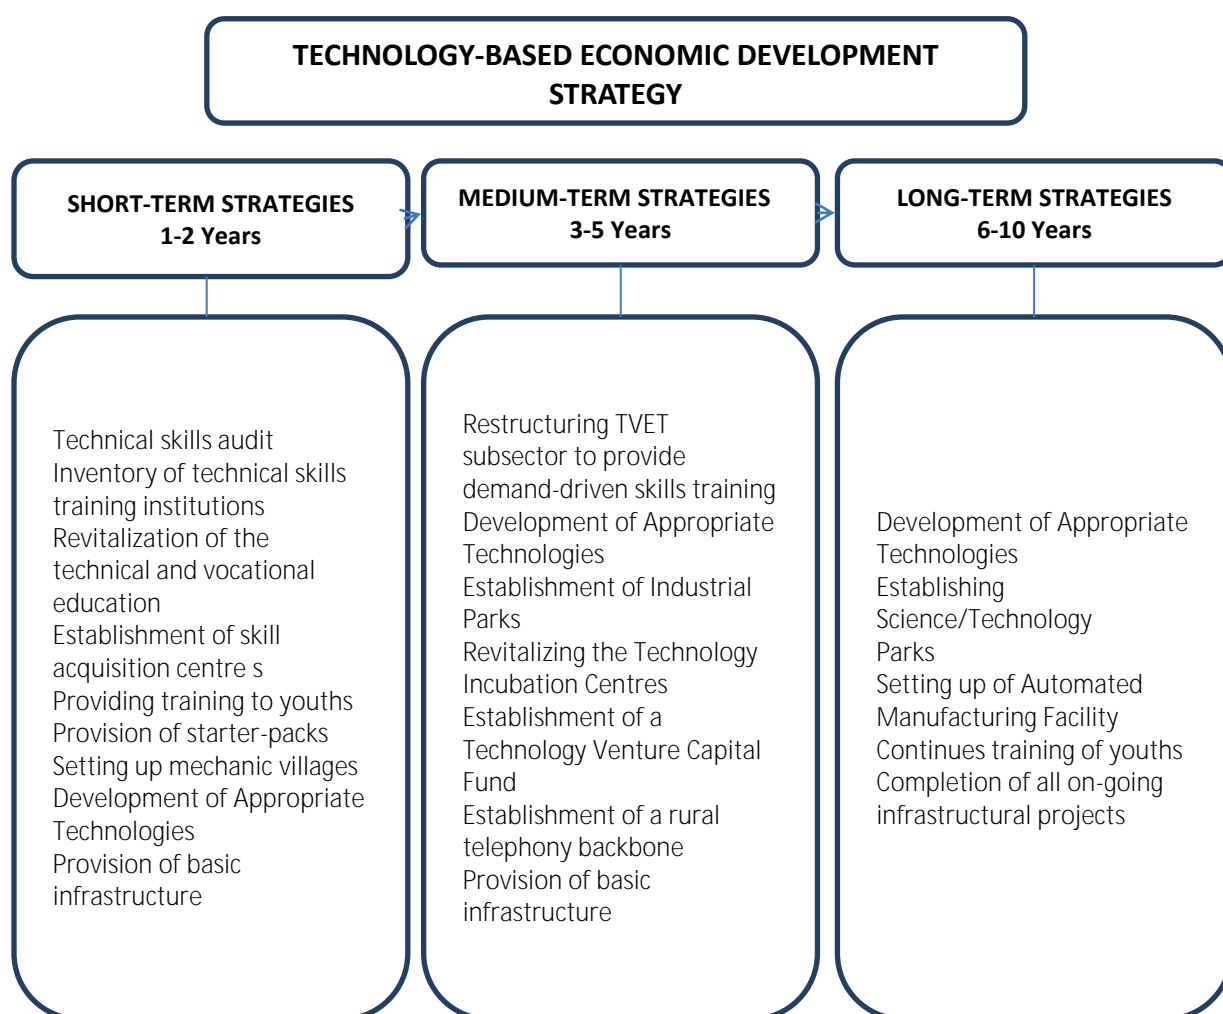 TECHNOLOGY-BASED ECONOMIC DEVELOPMENT
STRATEGY
SHORT-TERM STRATEGIES
1-2 Years
MEDIUM-TERM STRATEGIES
3-5 Years
LONG-TERM STRATEGIES
6-10 Years
Technical skills audit
Inventory of technical skills
training institutions
Revitalization of the
technical and vocational
education
Establishment of skill
acquisition centre s
Providing training to youths
Provision of starter-packs
Setting up mechanic villages
Development of Appropriate
Technologies
Provision of basic
infrastructure
Restructuring TVET
subsector to provide
demand-driven skills training
Development of Appropriate
Technologies
Establishment of Industrial
Parks
Revitalizing the Technology
Incubation Centres
Establishment of a
Technology Venture Capital
Fund
Establishment of a rural
telephony backbone
Provision of basic
infrastructure
Development of Appropriate
Technologies
Establishing
Science/Technology
Parks
Setting up of Automated
Manufacturing Facility
Continues training of youths
Completion of all on-going
infrastructural projects